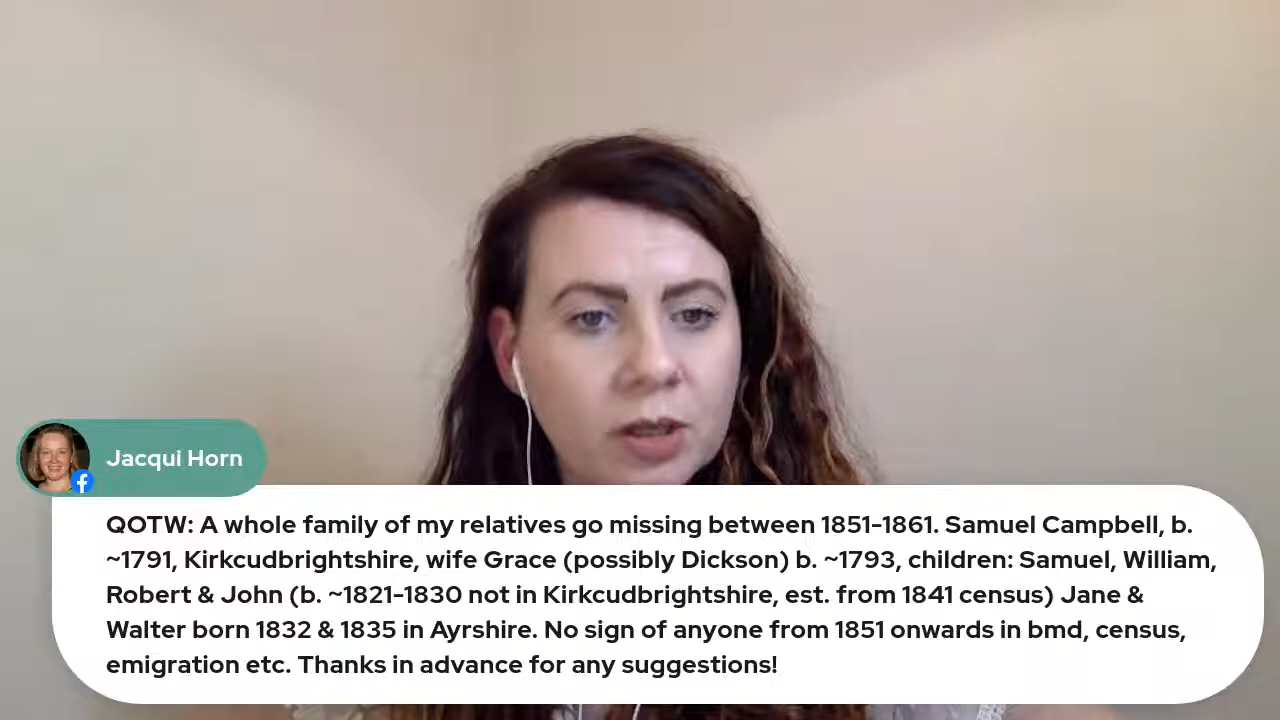 Jacqui Horn
QOTW: A whole family of my relatives go missing between 1851-1861. Samuel Campbell, b.
~1791, Kirkcudbrightshire, wife Grace (possibly Dickson) b. ~1793, children: Samuel, William,
Robert & John (b. ~1821-1830 not in Kirkcudbrightshire, est. from 1841 census) Jane &
Walter born 1832 & 1835 in Ayrshire. No sign of anyone from 1851 onwards in bmd, census,
emigration etc. Thanks in advance for any suggestions!